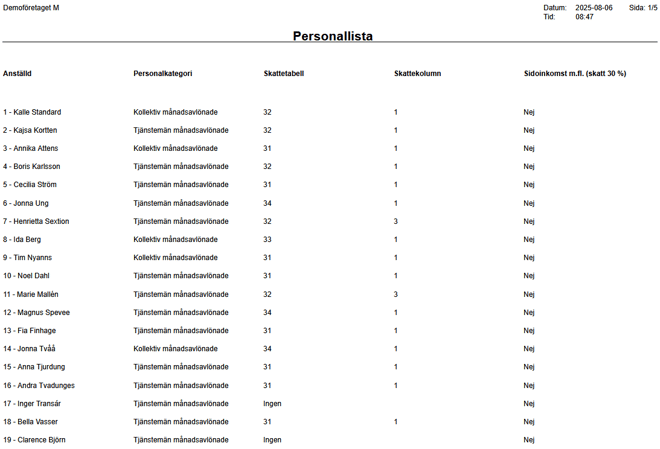 Demoföretaget M Datum: 2025-08-06 Sida: 1/5
Tid: 08:47
Personallista
Anställd Personalkategori Skattetabell Skattekolumn Sidoinkomst m.fl. (skatt 30 %)
1 - Kalle Standard Kollektiv månadsavlönade 32 1 Nej
2 - Kajsa Kortten Tjänstemän månadsavlönade 32 1 Nej
3 - Annika Attens Kollektiv månadsavlönade 31 1 Nej
4 - Boris Karlsson Tjänstemän månadsavlönade 32 1 Nej
5 - Cecilia Ström Tjänstemän månadsavlönade 31 1 Nej
6 - Jonna Ung Tjänstemän månadsavlönade 34 1 Nej
7 - Henrietta Sextion Tjänstemän månadsavlönade 32 3 Nej
8 - Ida Berg Kollektiv månadsavlönade 33 1 Nej
9 - Tim Nyanns Kollektiv månadsavlönade 31 1 Nej
10 - Noel Dahl Tjänstemän månadsavlönade 31 1 Nej
11 - Marie Mallén Tjänstemän månadsavlönade 32 3 Nej
12 - Magnus Spevee Tjänstemän månadsavlönade 34 1 Nej
13 - Fia Finhage Tjänstemän månadsavlönade 31 1 Nej
14 - Jonna Tvåå Kollektiv månadsavlönade 34 1 Nej
15 - Anna Tjurdung Tjänstemän månadsavlönade 31 1 Nej
16 - Andra Tvadunges Tjänstemän månadsavlönade 31 1 Nej
17 - Inger Transár Tjänstemän månadsavlönade Ingen Nej
18 - Bella Vasser Tjänstemän månadsavlönade 31 1 Nej
19 - Clarence Björn Tjänstemän månadsavlönade Ingen Nej